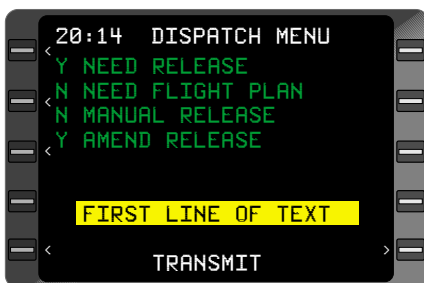 20:14 DISPATCH MENU
<
Y NEED RELEASE
N NEED FLIGHT PLAN
<
N MANUAL RELEASE
Y AMEND RELEASE
<
FIRST LINE OF TEXT
< >
TRANSMIT